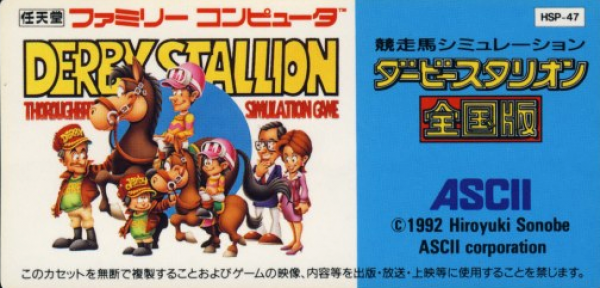 任天堂 ファミリー コンピュータ™
HSP-47
DERBY STALLION
THOROUGHBR SIMULATION GAME
競走馬シミュレーション
ダービースタリオン
全国版
DERBY
ASCII
©1992 Hiroyuki Sonobe
ASCII corporation
このカセットを無断で複製することおよびゲームの映像、内容等を出版・放送・上映等に使用することを禁じます。